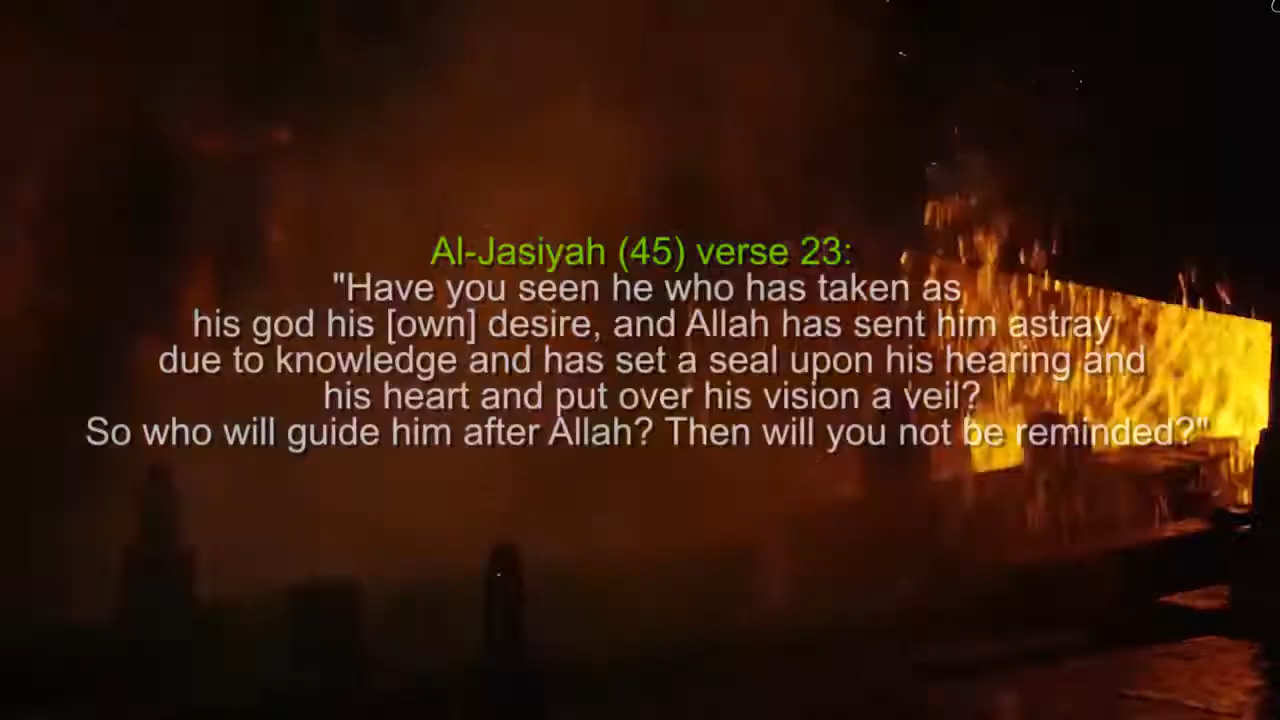 Al-Jasiyah (45) verse 23:
"Have you seen he who has taken as
his god his [own] desire, and Allah has sent him astray
due to knowledge and has set a seal upon his hearing and
his heart and put over his vision a veil?
So who will guide him after Allah? Then will you not be reminded?"